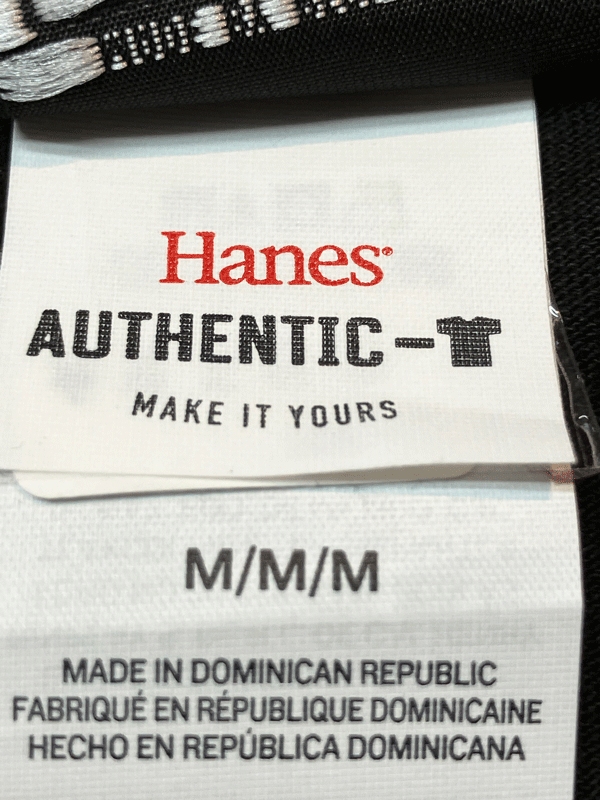 Hanes
AUTHENTIC-
MAKE IT YOURS
M/M/M
MADE IN DOMINICAN REPUBLIC
FABRIQUÉ EN RÉPUBLIQUE DOMINICAINE
HECHO EN REPÚBLICA DOMINICANA